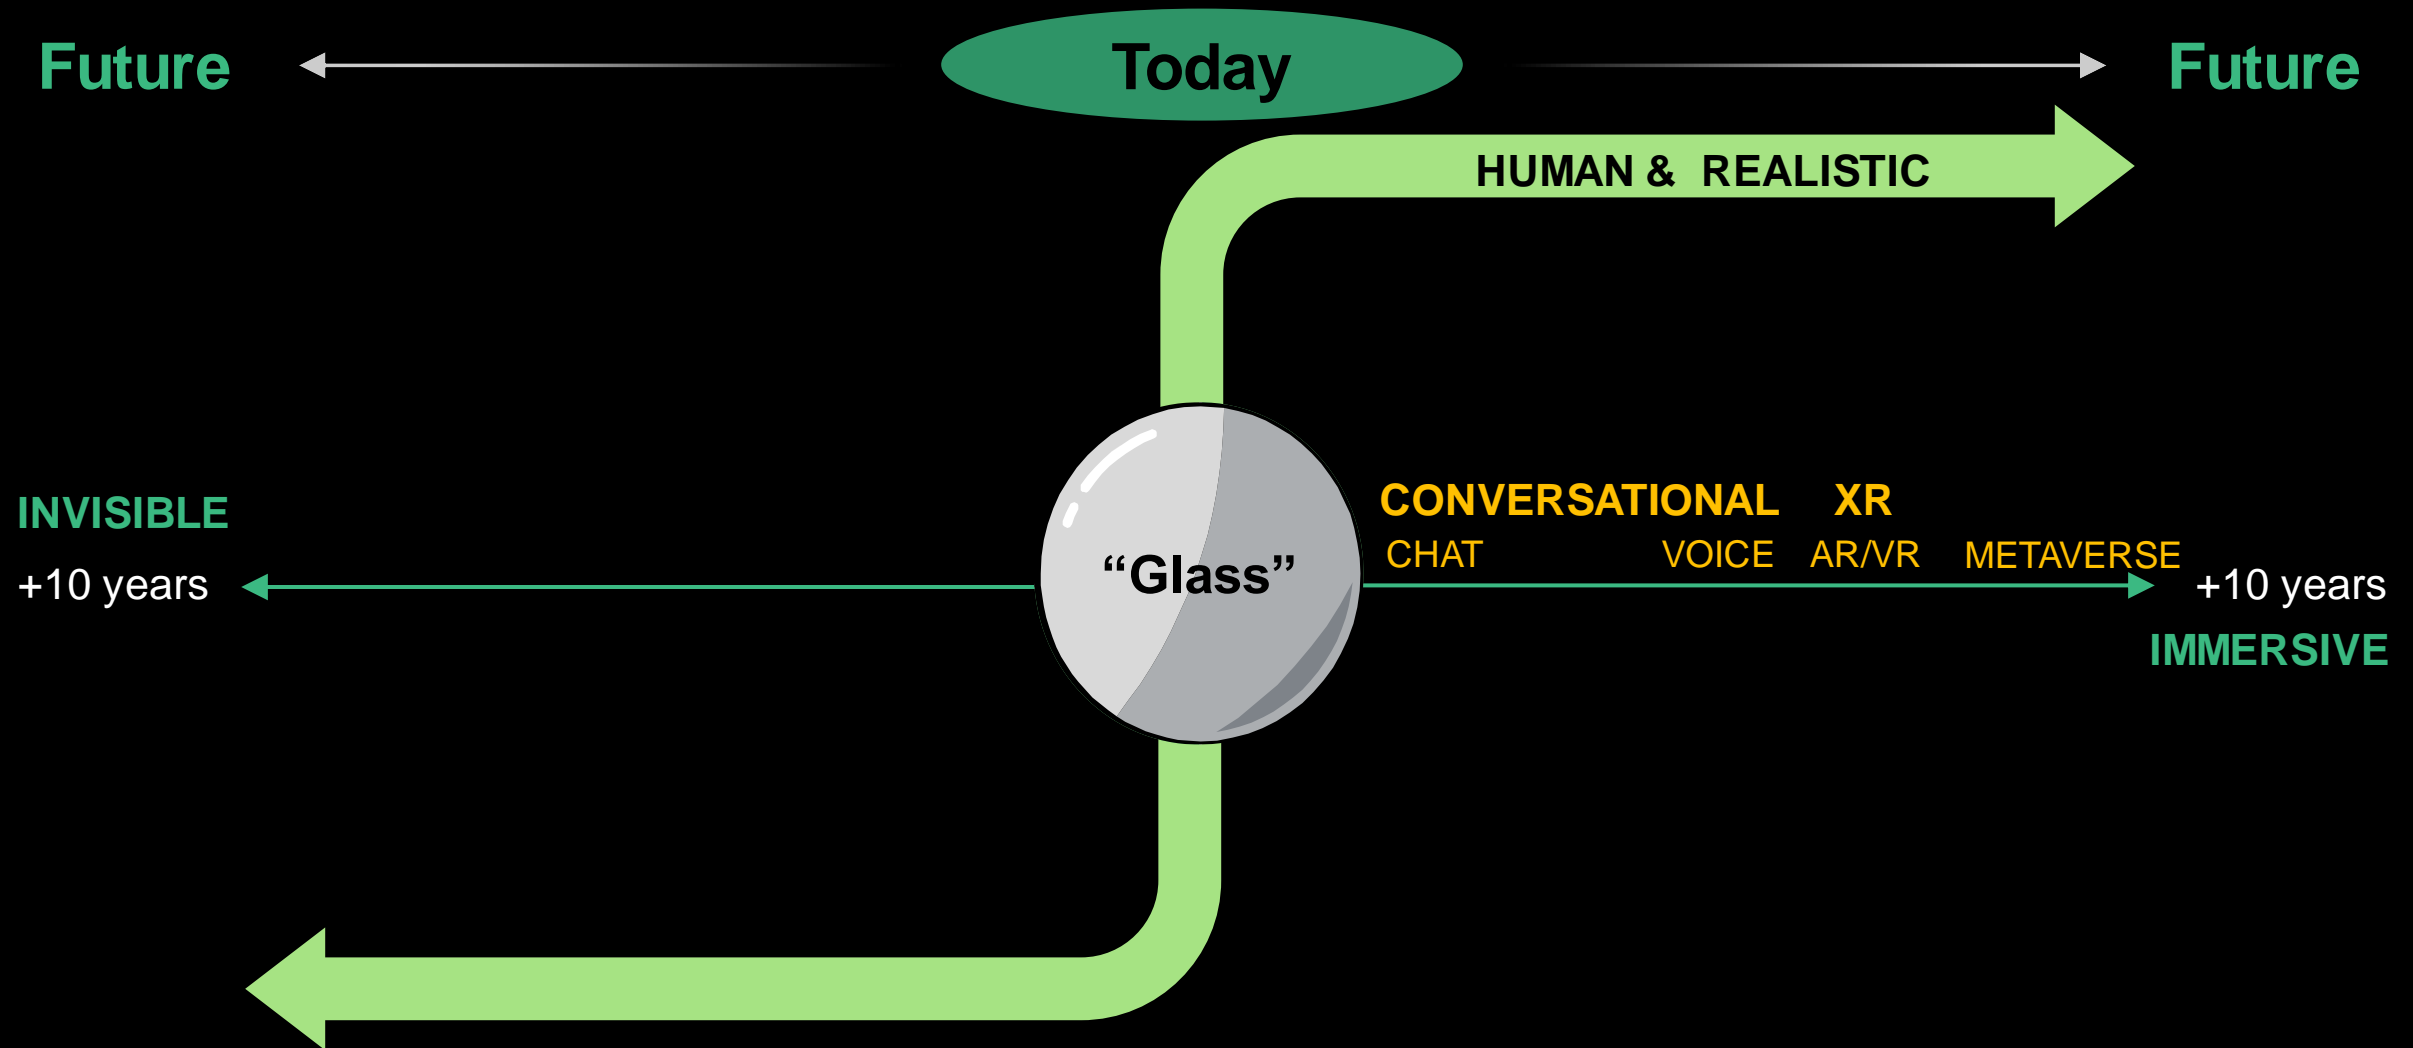 Future
Today
Future
HUMAN & REALISTIC
INVISIBLE
+10 years
“Glass”
CONVERSATIONAL XR
CHAT VOICE AR/VR METAVERSE
+10 years
IMMERSIVE